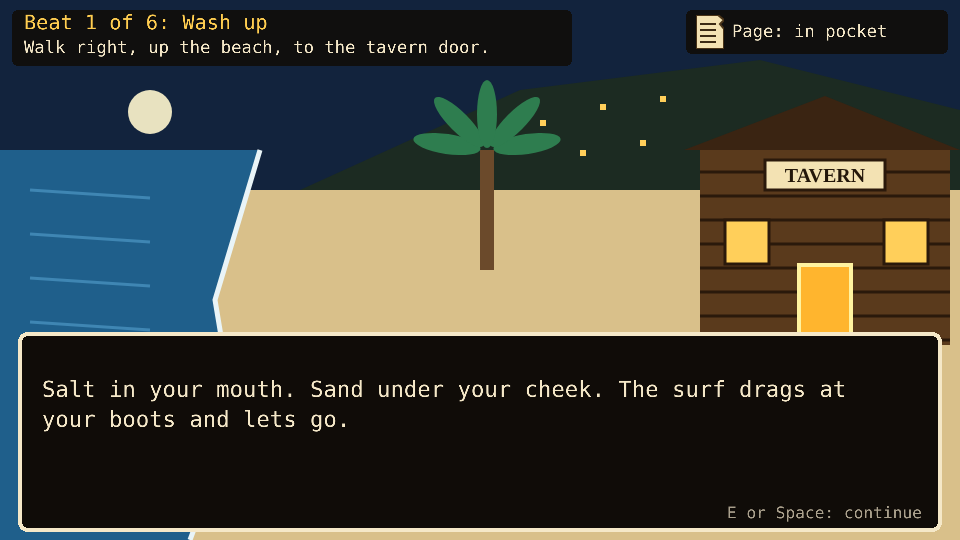 Beat 1 of 6: Wash up
Walk right, up the beach, to the tavern door.
Page: in pocket
TAVERN
Salt in your mouth. Sand under your cheek. The surf drags at
your boots and lets go.
E or Space: continue